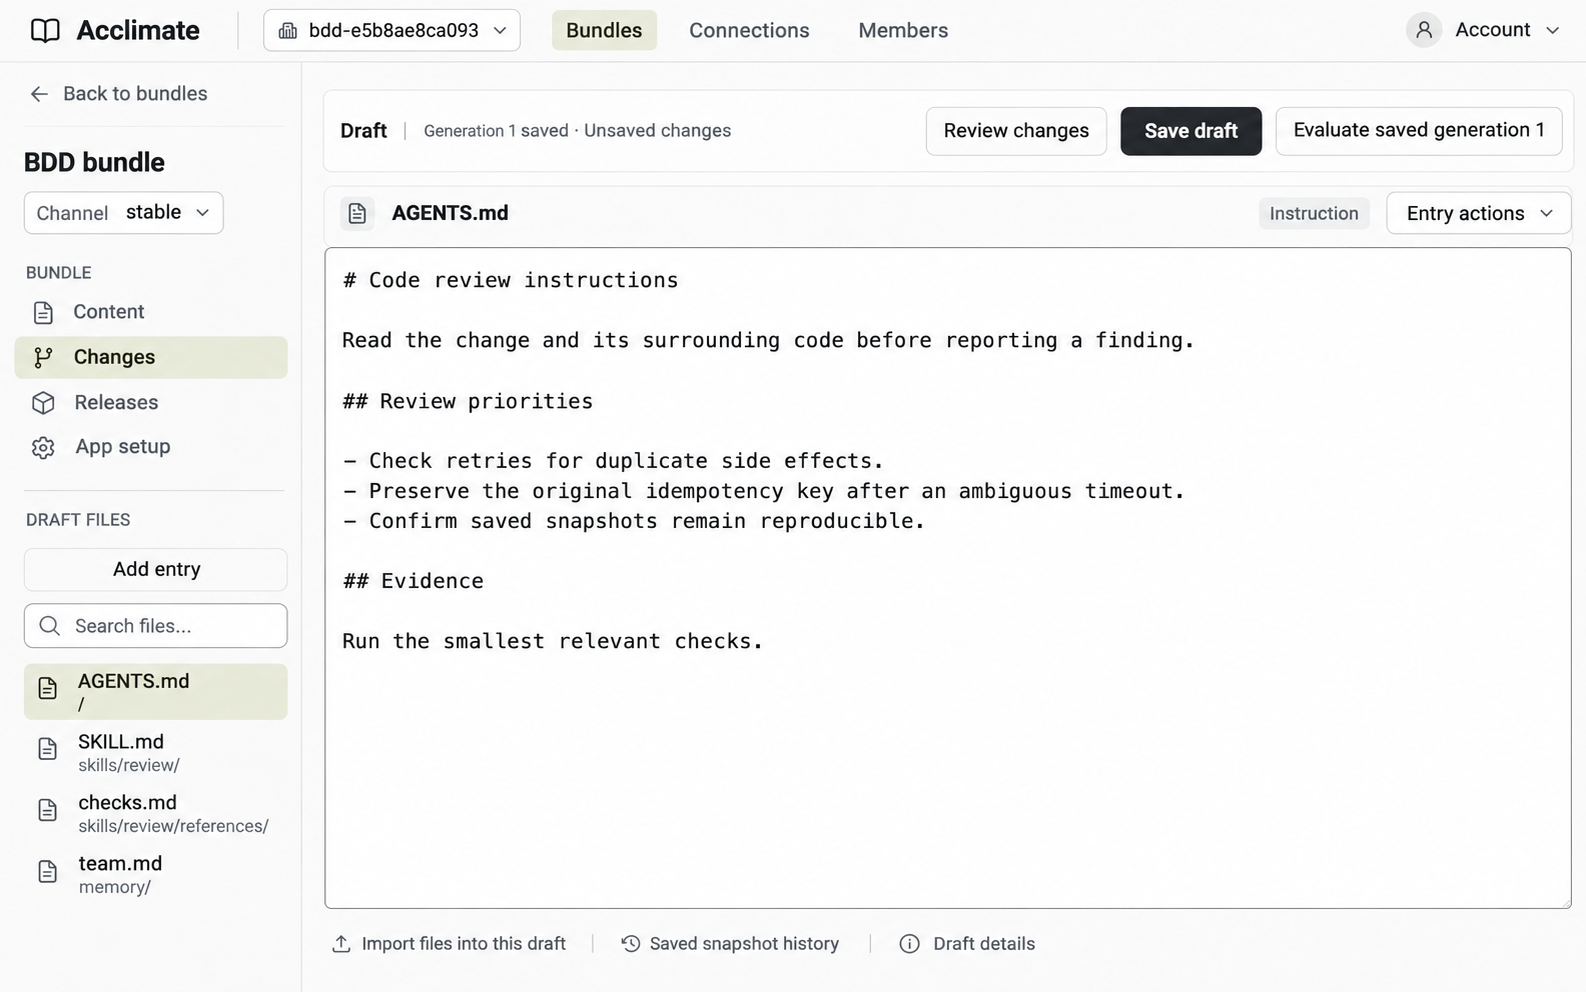 Acclimate
bdd-e5b8ae8ca093
Bundles
Connections
Members
Account
Back to bundles
BDD bundle
Channel stable
BUNDLE
Content
Changes
Releases
App setup
DRAFT FILES
Add entry
Search files...
AGENTS.md
/
SKILL.md
skills/review/
checks.md
skills/review/references/
team.md
memory/
Draft
Generation 1 saved · Unsaved changes
Review changes
Save draft
Evaluate saved generation 1
AGENTS.md
Instruction
Entry actions
# Code review instructions
Read the change and its surrounding code before reporting a finding.
## Review priorities
– Check retries for duplicate side effects.
– Preserve the original idempotency key after an ambiguous timeout.
– Confirm saved snapshots remain reproducible.
## Evidence
Run the smallest relevant checks.
Import files into this draft
Saved snapshot history
Draft details